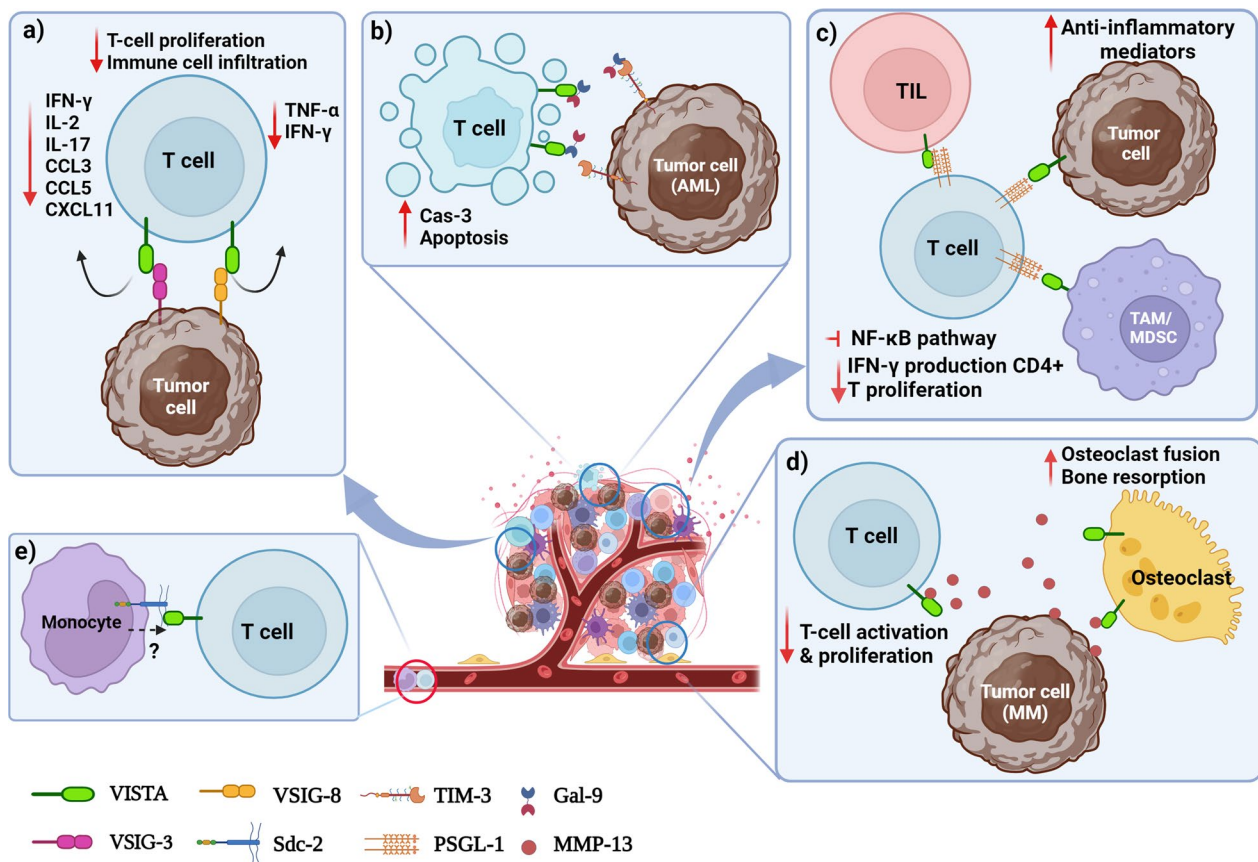 a)
T-cell proliferation
Immune cell infiltration
IFN-γ
IL-2
IL-17
CCL3
CCL5
CXCL11
TNF-α
IFN-γ
T cell
Tumor
cell
b)
T cell
Tumor cell
(AML)
Cas-3
Apoptosis
c)
Anti-inflammatory
mediators
TIL
Tumor
cell
T cell
TAM/
MDSC
NF-κB pathway
IFN-γ production CD4+
T proliferation
d)
Osteoclast fusion
Bone resorption
T cell
Osteoclast
T-cell activation
& proliferation
Tumor cell
(MM)
e)
Monocyte
?
T cell
VISTA
VSIG-8
TIM-3
Gal-9
VSIG-3
Sdc-2
PSGL-1
MMP-13